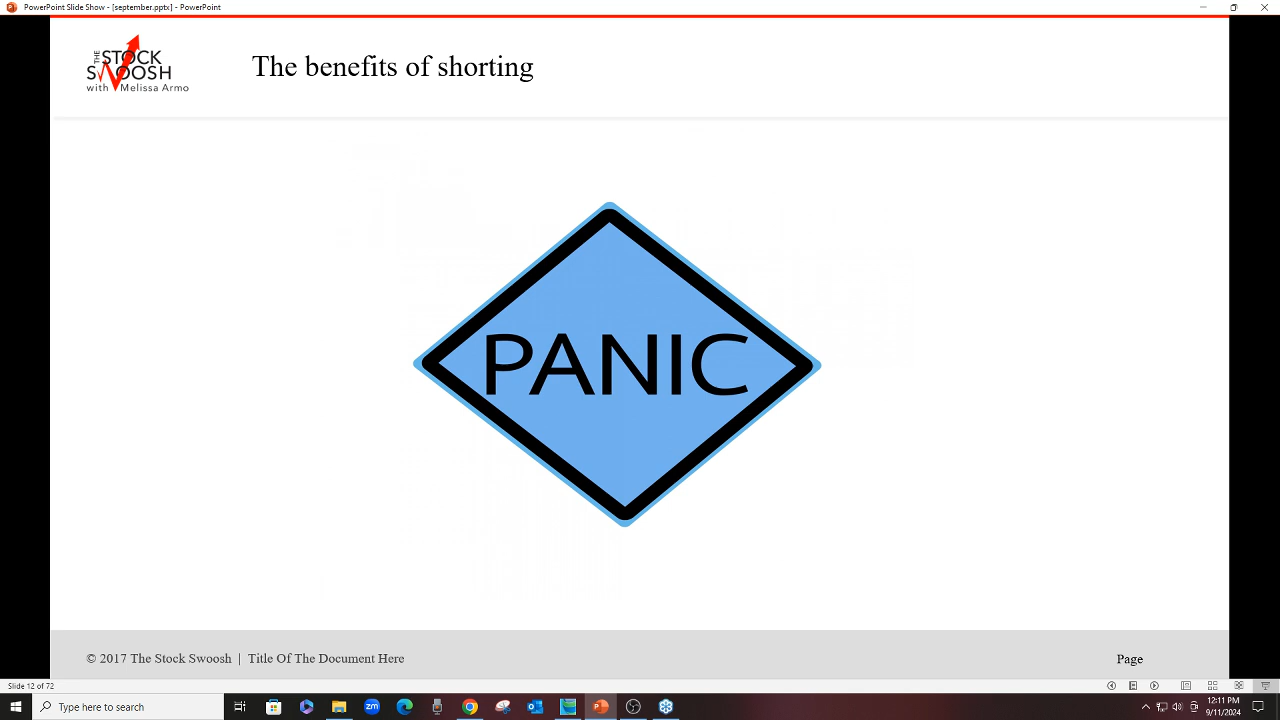 PowerPoint Slide Show - [september.pptx] - PowerPoint
THE STOCK
SWOOSH
with Melissa Armo
The benefits of shorting
PANIC
© 2017 The Stock Swoosh | Title Of The Document Here
Page
Slide 12 of 72
Type here to search
zm
12:11 PM
9/11/2024